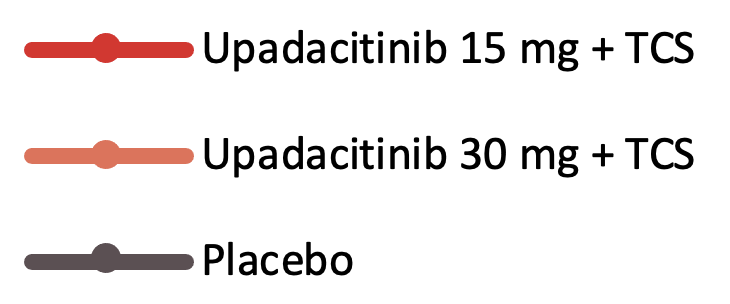 Upadacitinib 15 mg + TCS
Upadacitinib 30 mg + TCS
Placebo